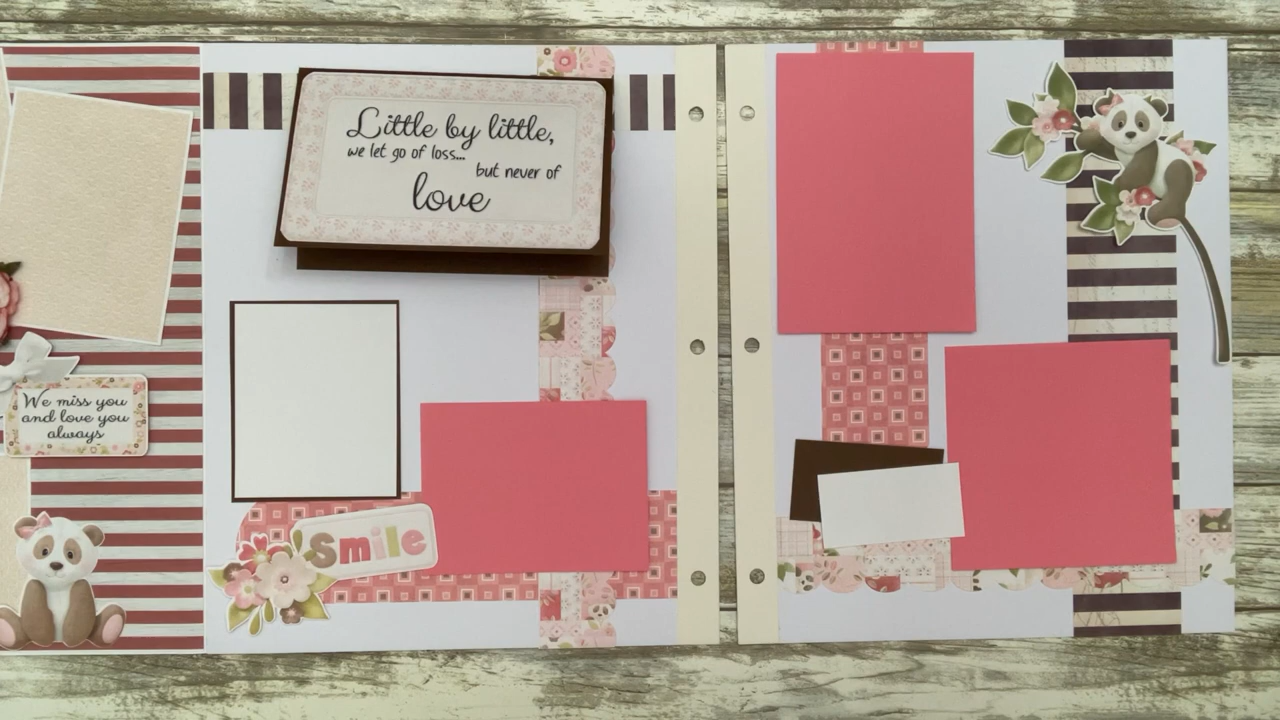 Little by little,
we let go of loss...
but never of
love
We miss you
and love you
always
Smile